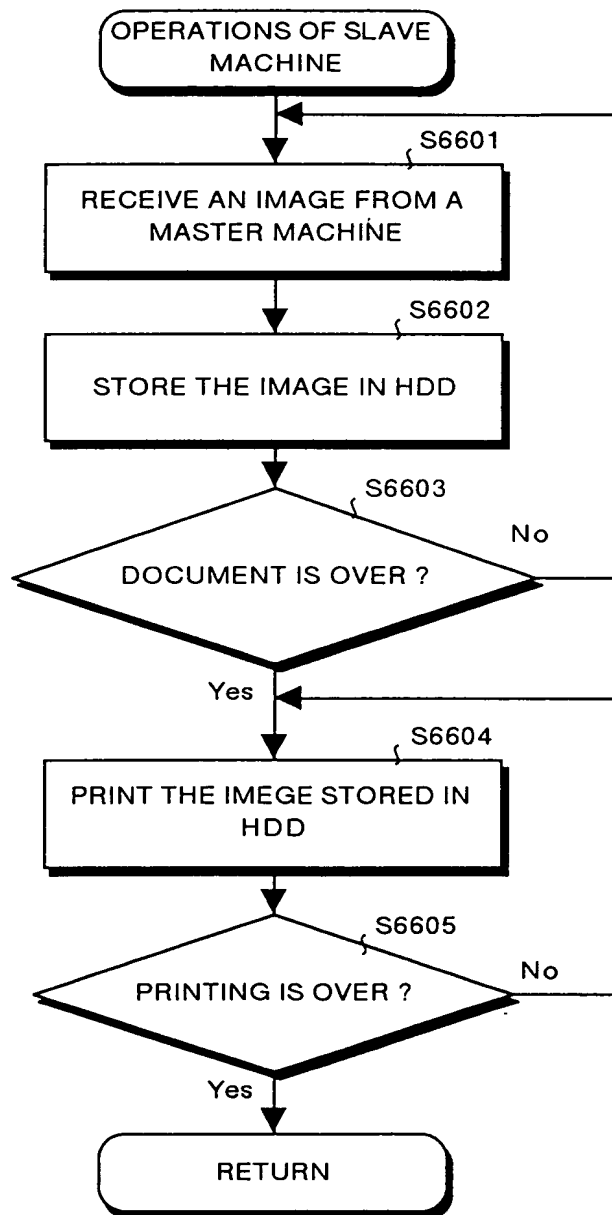 OPERATIONS OF SLAVE
MACHINE
S6601
RECEIVE AN IMAGE FROM A
MASTER MACHINE
S6602
STORE THE IMAGE IN HDD
S6603
No
DOCUMENT IS OVER ?
Yes
S6604
PRINT THE IMEGE STORED IN
HDD
S6605
No
PRINTING IS OVER ?
Yes
RETURN